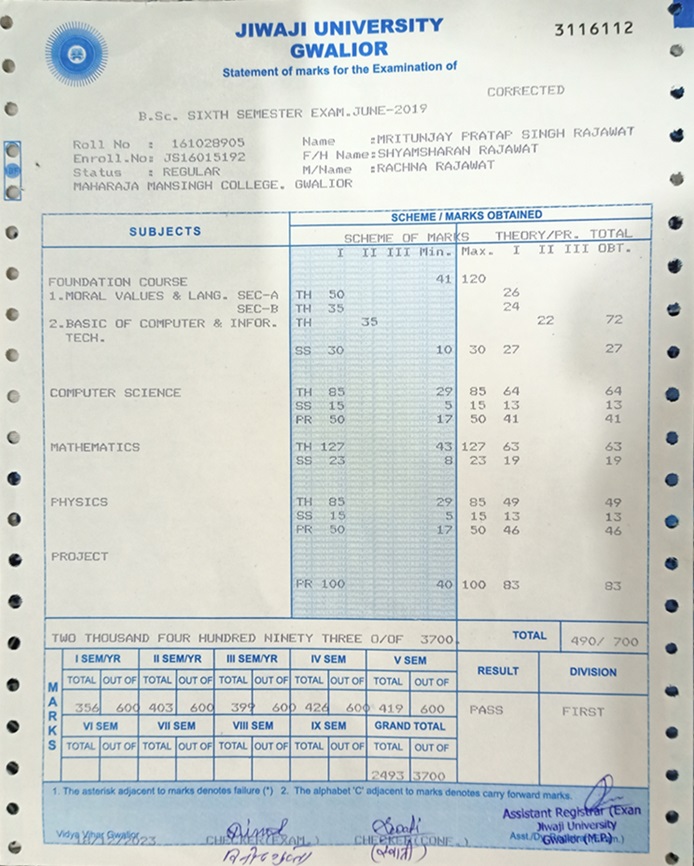 JIWAJI UNIVERSITY
GWALIOR
3116112
Statement of marks for the Examination of
CORRECTED
B.Sc. SIXTH SEMESTER EXAM.JUNE-2019
Roll No : 161028905 Name :MRITUNJAY PRATAP SINGH RAJAWAT
Enroll.No: JS16015192 F/H Name:SHYAMSHARAN RAJAWAT
Status : REGULAR M/Name :RACHNA RAJAWAT
MAHARAJA MANSINGH COLLEGE. GWALIOR
SUBJECTS SCHEME / MARKS OBTAINED
SCHEME OF MARKS THEORY/PR. TOTAL
I II III Min. Max. I II III OBT.
FOUNDATION COURSE 41 120
1.MORAL VALUES & LANG. SEC-A TH 50 26
SEC-B TH 35 24
2.BASIC OF COMPUTER & INFOR. TH 35 22 72
TECH.
SS 30 10 30 27 27
COMPUTER SCIENCE TH 85 29 85 64 64
SS 15 5 15 13 13
PR 50 17 50 41 41
MATHEMATICS TH 127 43 127 63 63
SS 23 8 23 19 19
PHYSICS TH 85 29 85 49 49
SS 15 5 15 13 13
PR 50 17 50 46 46
PROJECT
PR 100 40 100 83 83
TWO THOUSAND FOUR HUNDRED NINETY THREE O/OF 3700. TOTAL 490/ 700
MARKS
I SEM/YR II SEM/YR III SEM/YR IV SEM V SEM RESULT DIVISION
TOTAL OUT OF TOTAL OUT OF TOTAL OUT OF TOTAL OUT OF TOTAL OUT OF
356 600 403 600 399 600 426 600 419 600 PASS FIRST
VI SEM VII SEM VIII SEM IX SEM GRAND TOTAL
TOTAL OUT OF TOTAL OUT OF TOTAL OUT OF TOTAL OUT OF TOTAL OUT OF
2493 3700
1. The asterisk adjacent to marks denotes failure (*) 2. The alphabet 'C' adjacent to marks denotes carry forward marks.
Assistant Registrar (Exan
Jiwaji University
Vidya Vihar Gwalior CHECKER(EXAM.) CHECKER(CONF.) Gwalior (M.P.)